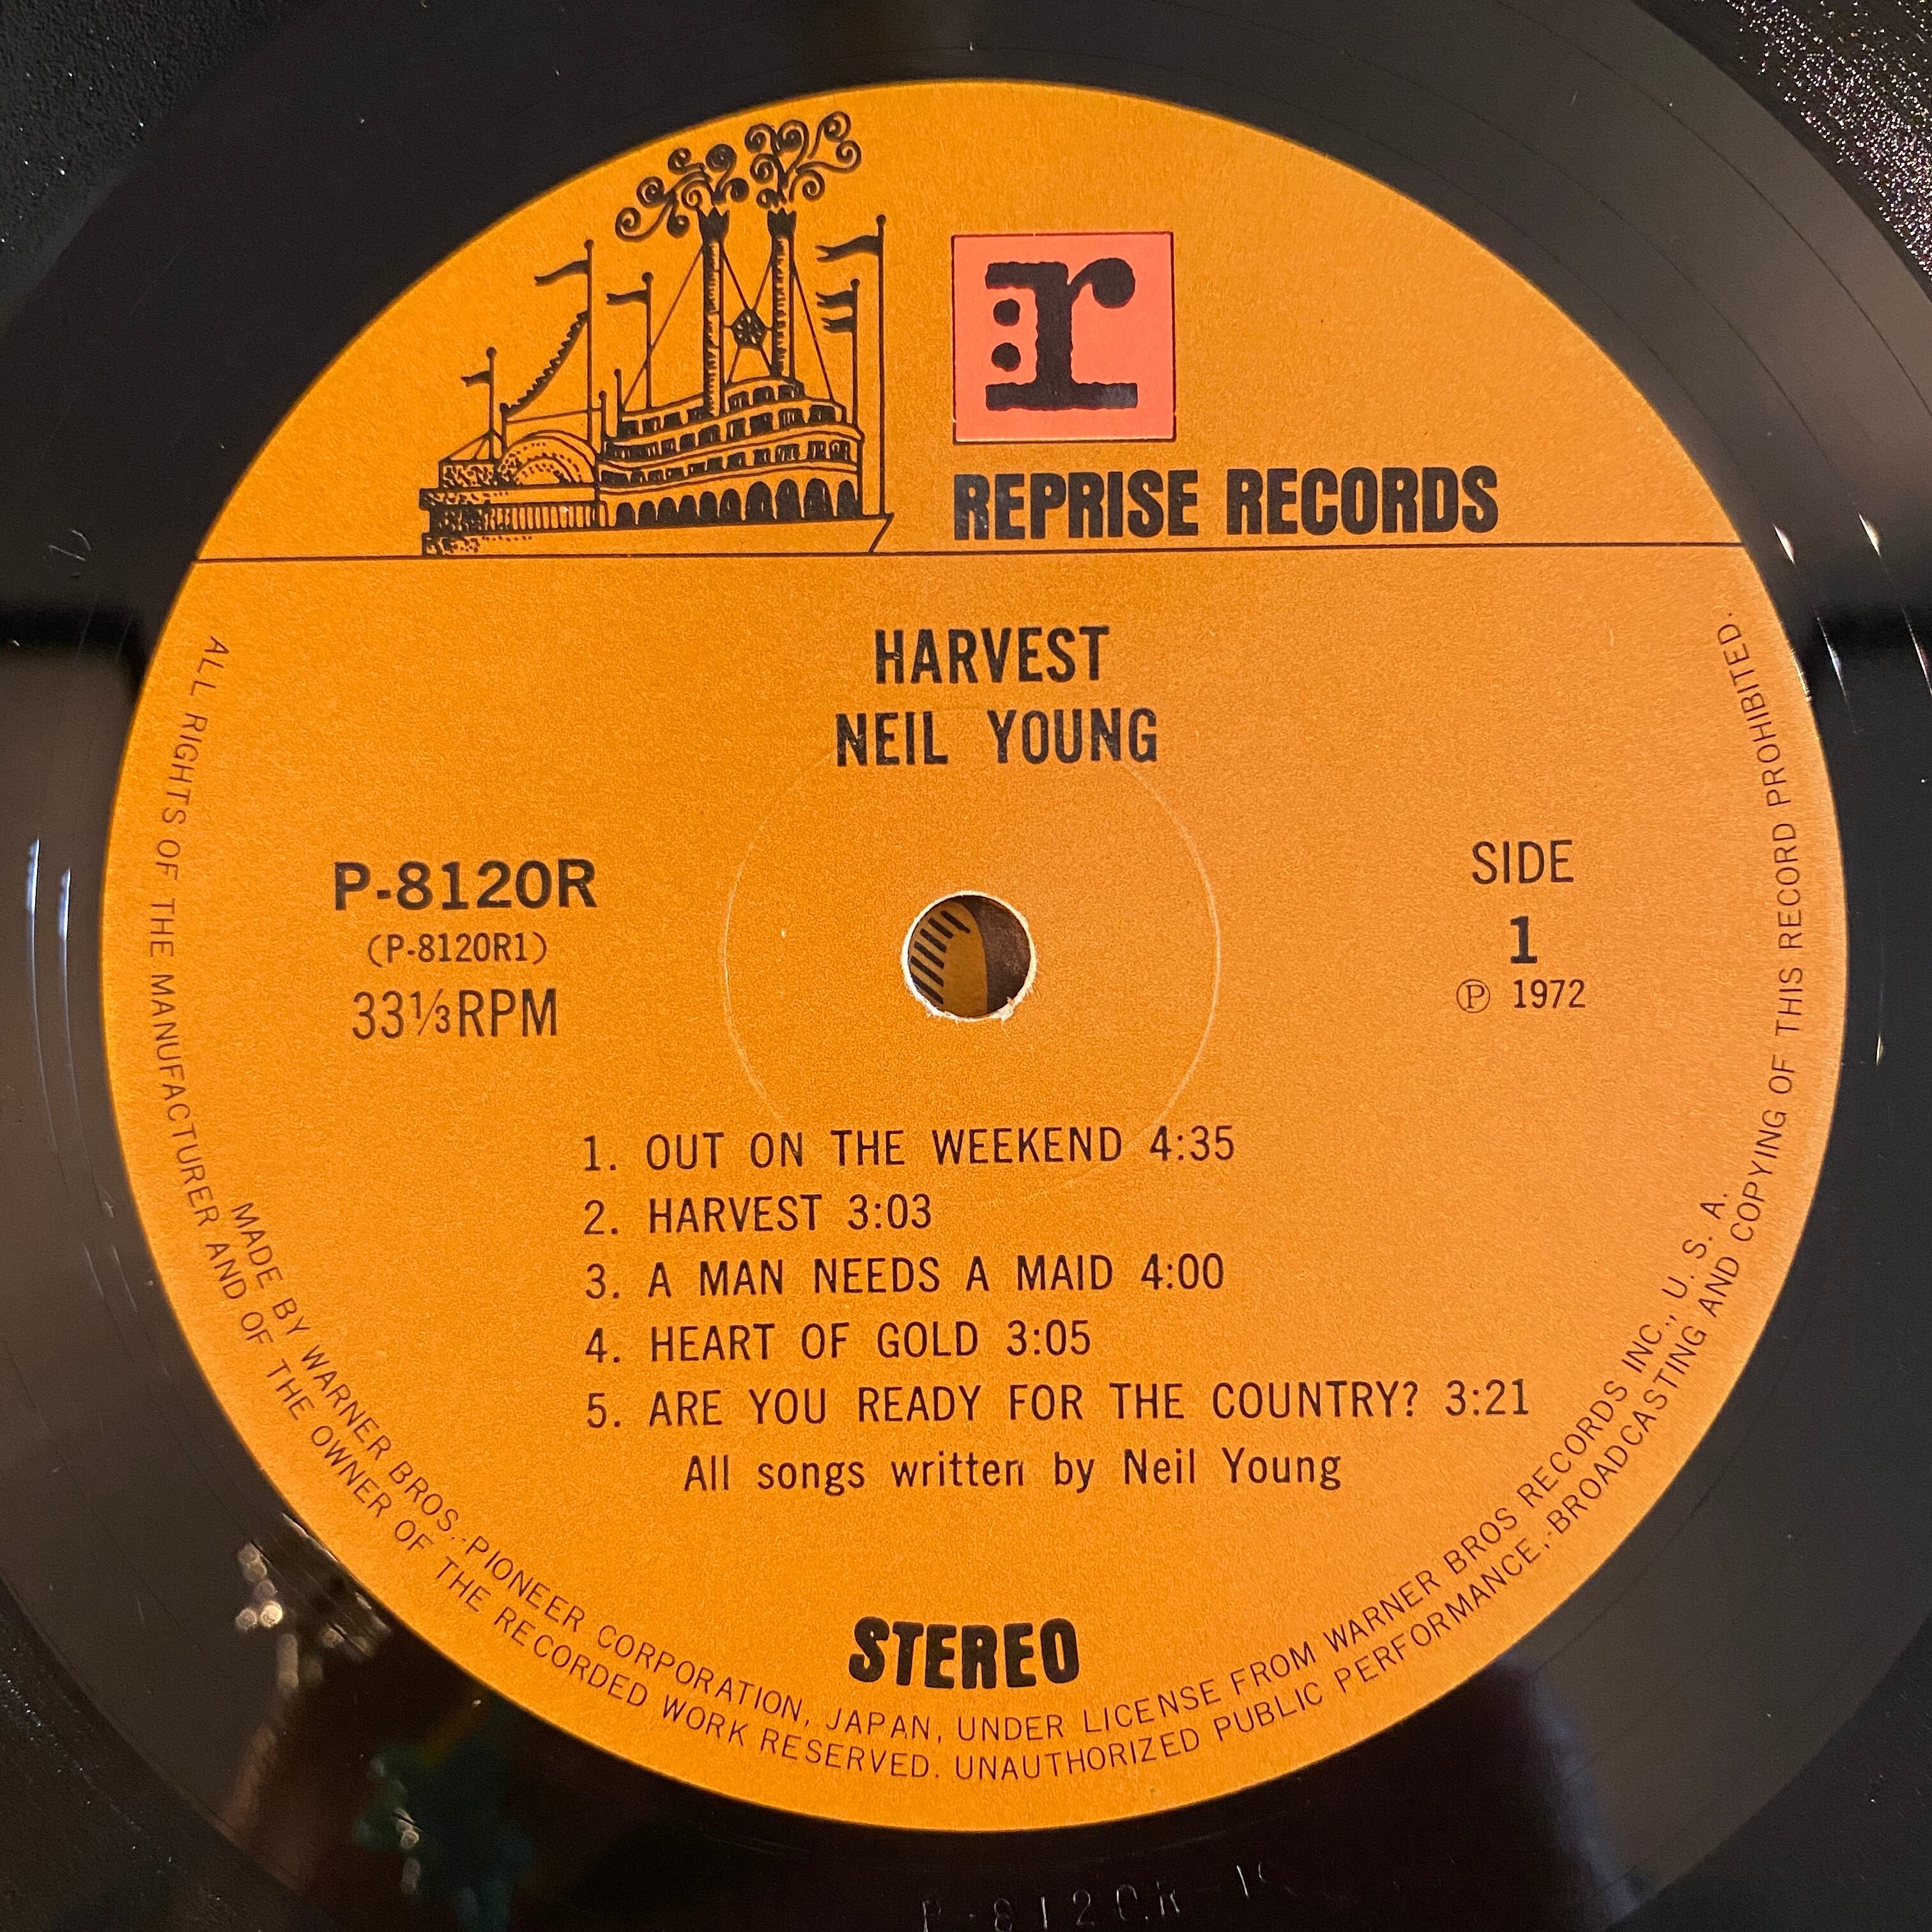 r
REPRISE RECORDS
HARVEST
NEIL YOUNG
P-8120R
(P-8120R1)
33⅓RPM
SIDE
1
℗ 1972
1. OUT ON THE WEEKEND 4:35
2. HARVEST 3:03
3. A MAN NEEDS A MAID 4:00
4. HEART OF GOLD 3:05
5. ARE YOU READY FOR THE COUNTRY? 3:21
All songs written by Neil Young
STEREO
MADE BY WARNER BROS.-PIONEER CORPORATION, JAPAN, UNDER LICENSE FROM WARNER BROS RECORDS INC., U. S. A.
ALL RIGHTS OF THE MANUFACTURER AND OF THE OWNER OF THE RECORDED WORK RESERVED. UNAUTHORIZED PUBLIC PERFORMANCE, BROADCASTING AND COPYING OF THIS RECORD PROHIBITED.